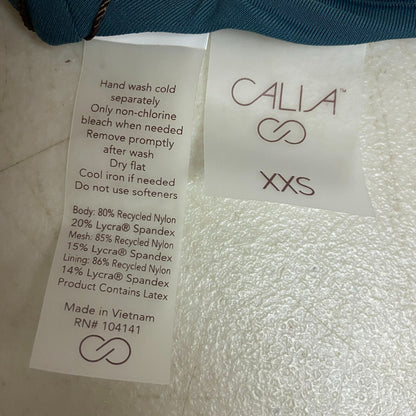 Hand wash cold
separately
Only non-chlorine
bleach when needed
Remove promptly
after wash
Dry flat
Cool iron if needed
Do not use softeners
Body: 80% Recycled Nylon
20% Lycra® Spandex
Mesh: 85% Recycled Nylon
15% Lycra® Spandex
Lining: 86% Recycled Nylon
14% Lycra® Spandex
Product Contains Latex
Made in Vietnam
RN# 104141
CALIA™
XXS